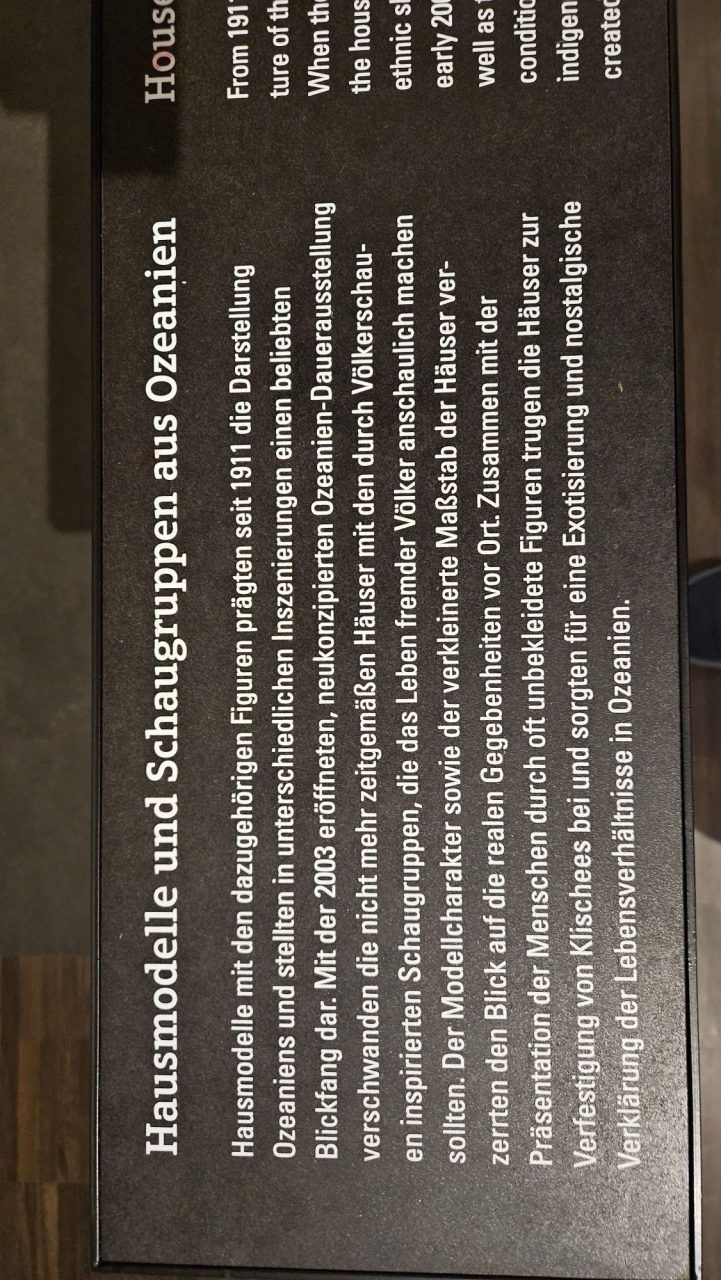 Hausmodelle und Schaugruppen aus Ozeanien
Hausmodelle mit den dazugehörigen Figuren prägten seit 1911 die Darstellung
Ozeaniens und stellten in unterschiedlichen Inszenierungen einen beliebten
Blickfang dar. Mit der 2003 eröffneten, neukonzipierten Ozeanien-Dauerausstellung
verschwanden die nicht mehr zeitgemäßen Häuser mit den durch Völkerschau-
en inspirierten Schaugruppen, die das Leben fremder Völker anschaulich machen
sollten. Der Modellcharakter sowie der verkleinerte Maßstab der Häuser ver-
zerrten den Blick auf die realen Gegebenheiten vor Ort. Zusammen mit der
Präsentation der Menschen durch oft unbekleidete Figuren trugen die Häuser zur
Verfestigung von Klischees bei und sorgten für eine Exotisierung und nostalgische
Verklärung der Lebensverhältnisse in Ozeanien.
House
From 191
ture of th
When the
the hous
ethnic s
early 20
well as
conditio
indigen
created